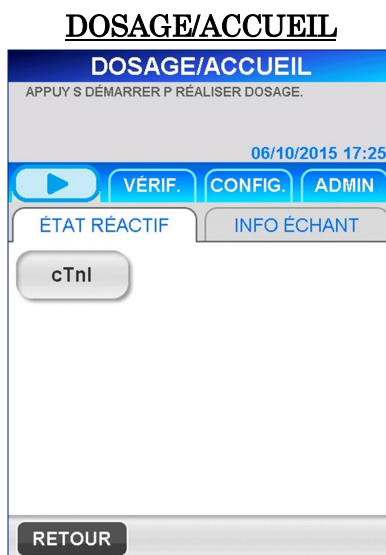 DOSAGE/ACCUEIL
DOSAGE/ACCUEIL
APPUY S DÉMARRER P RÉALISER DOSAGE.
06/10/2015 17:25
VÉRIF. CONFIG. ADMIN
ÉTAT RÉACTIF INFO ÉCHANT
cTnI
RETOUR